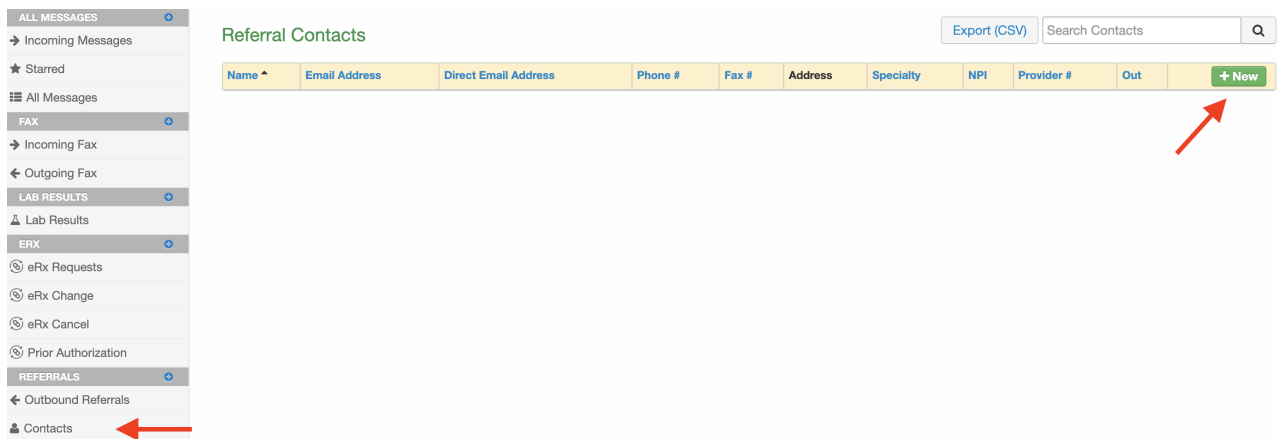 ALL MESSAGES
Incoming Messages
Starred
All Messages
FAX
Incoming Fax
Outgoing Fax
LAB RESULTS
Lab Results
ERX
eRx Requests
eRx Change
eRx Cancel
Prior Authorization
REFERRALS
Outbound Referrals
Contacts
Referral Contacts
Export (CSV) Search Contacts
Name Email Address Direct Email Address Phone # Fax # Address Specialty NPI Provider # Out + New